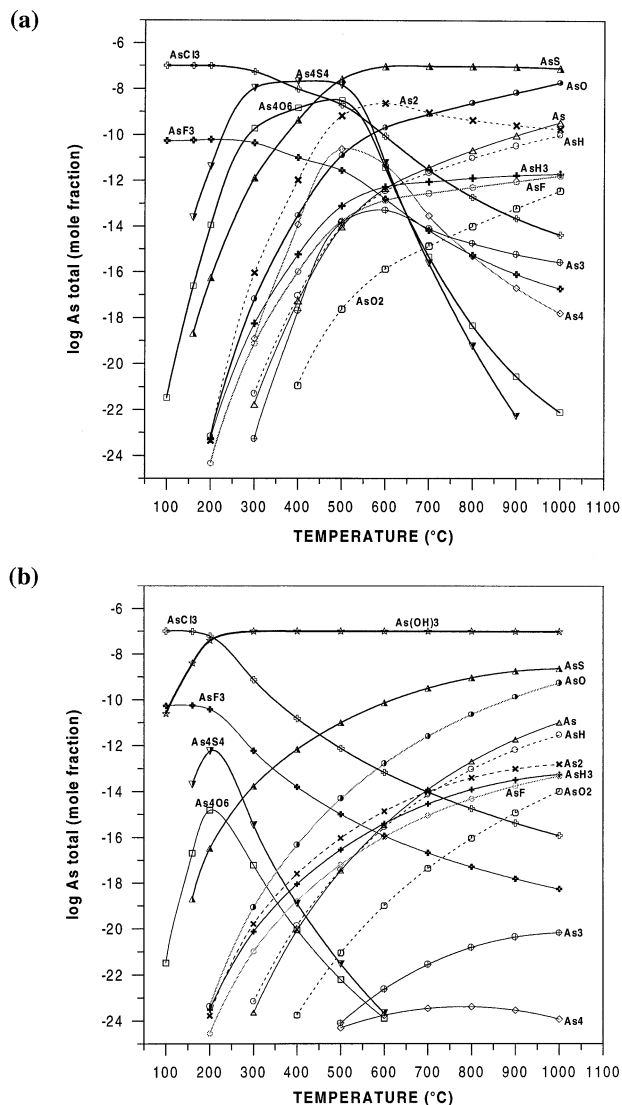 (a)
-6
-8
-10
-12
-14
-16
-18
-20
-22
-24
log As total (mole fraction)
AsCl3
As4S4
As4O6
AsF3
As2
AsS
AsO
As
AsH
AsH3
AsF
AsO2
As3
As4
100 200 300 400 500 600 700 800 900 1000 1100
TEMPERATURE (°C)
(b)
-6
-8
-10
-12
-14
-16
-18
-20
-22
-24
log As total (mole fraction)
AsCl3
As(OH)3
AsF3
As4S4
As4O6
AsS
AsO
As
AsH
As2
AsH3
AsF
AsO2
As3
As4
100 200 300 400 500 600 700 800 900 1000 1100
TEMPERATURE (°C)